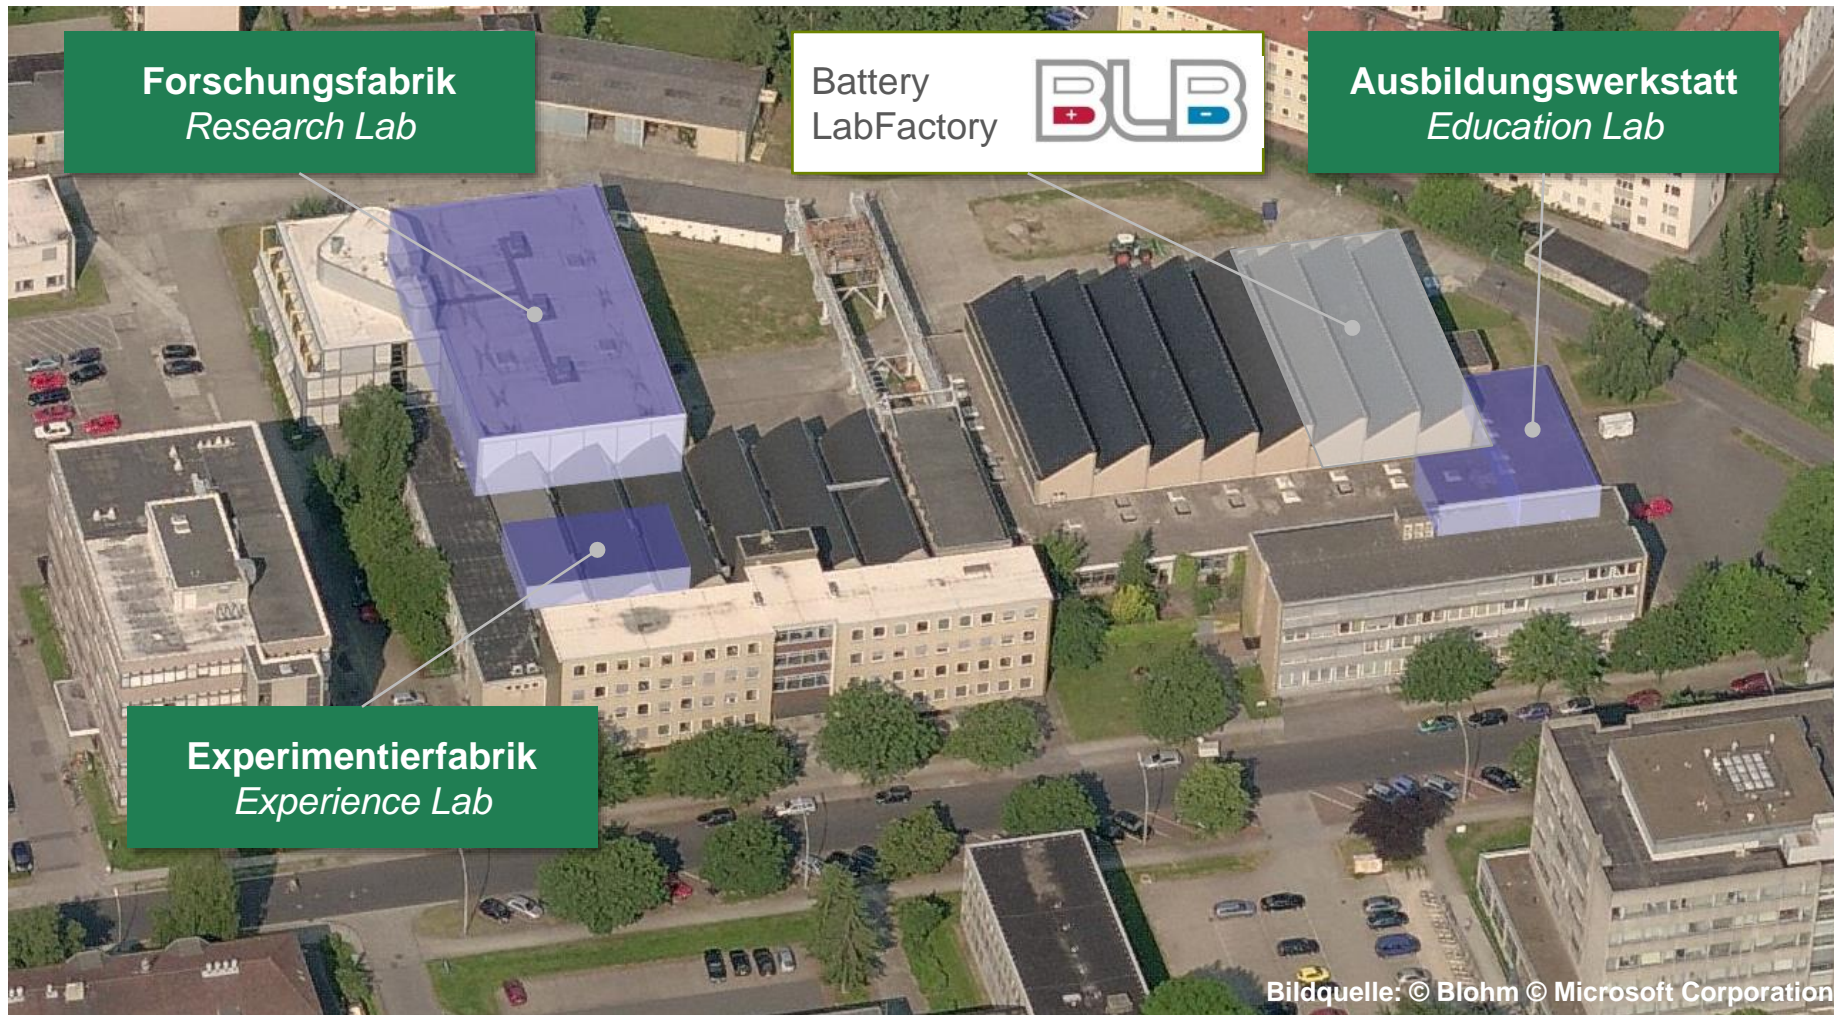 Forschungsfabrik
Research Lab
Battery
LabFactory
BLB
+
-
Ausbildungswerkstatt
Education Lab
Experimentierfabrik
Experience Lab
Bildquelle: © Blohm © Microsoft Corporation